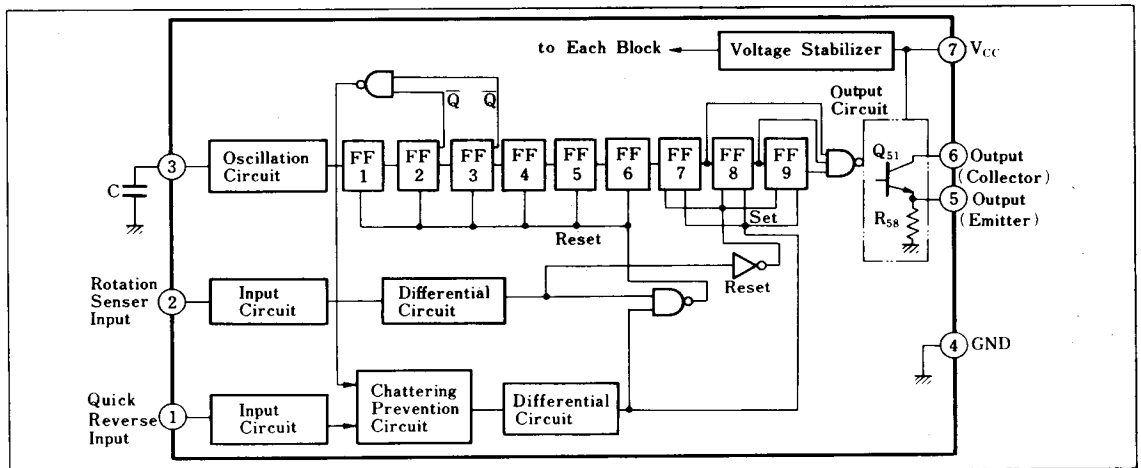 to Each Block
Voltage Stabilizer
7
V_CC
Q̅
Q̅
Output
Circuit
3
C
Oscillation
Circuit
FF
1
FF
2
FF
3
FF
4
FF
5
FF
6
FF
7
FF
8
FF
9
Q₅₁
6
Output
(Collector)
5
Output
(Emitter)
R₅₈
Set
Reset
Reset
Rotation
Senser
Input
2
Input
Circuit
Differential
Circuit
4
GND
Quick
Reverse
Input
1
Input
Circuit
Chattering
Prevention
Circuit
Differential
Circuit